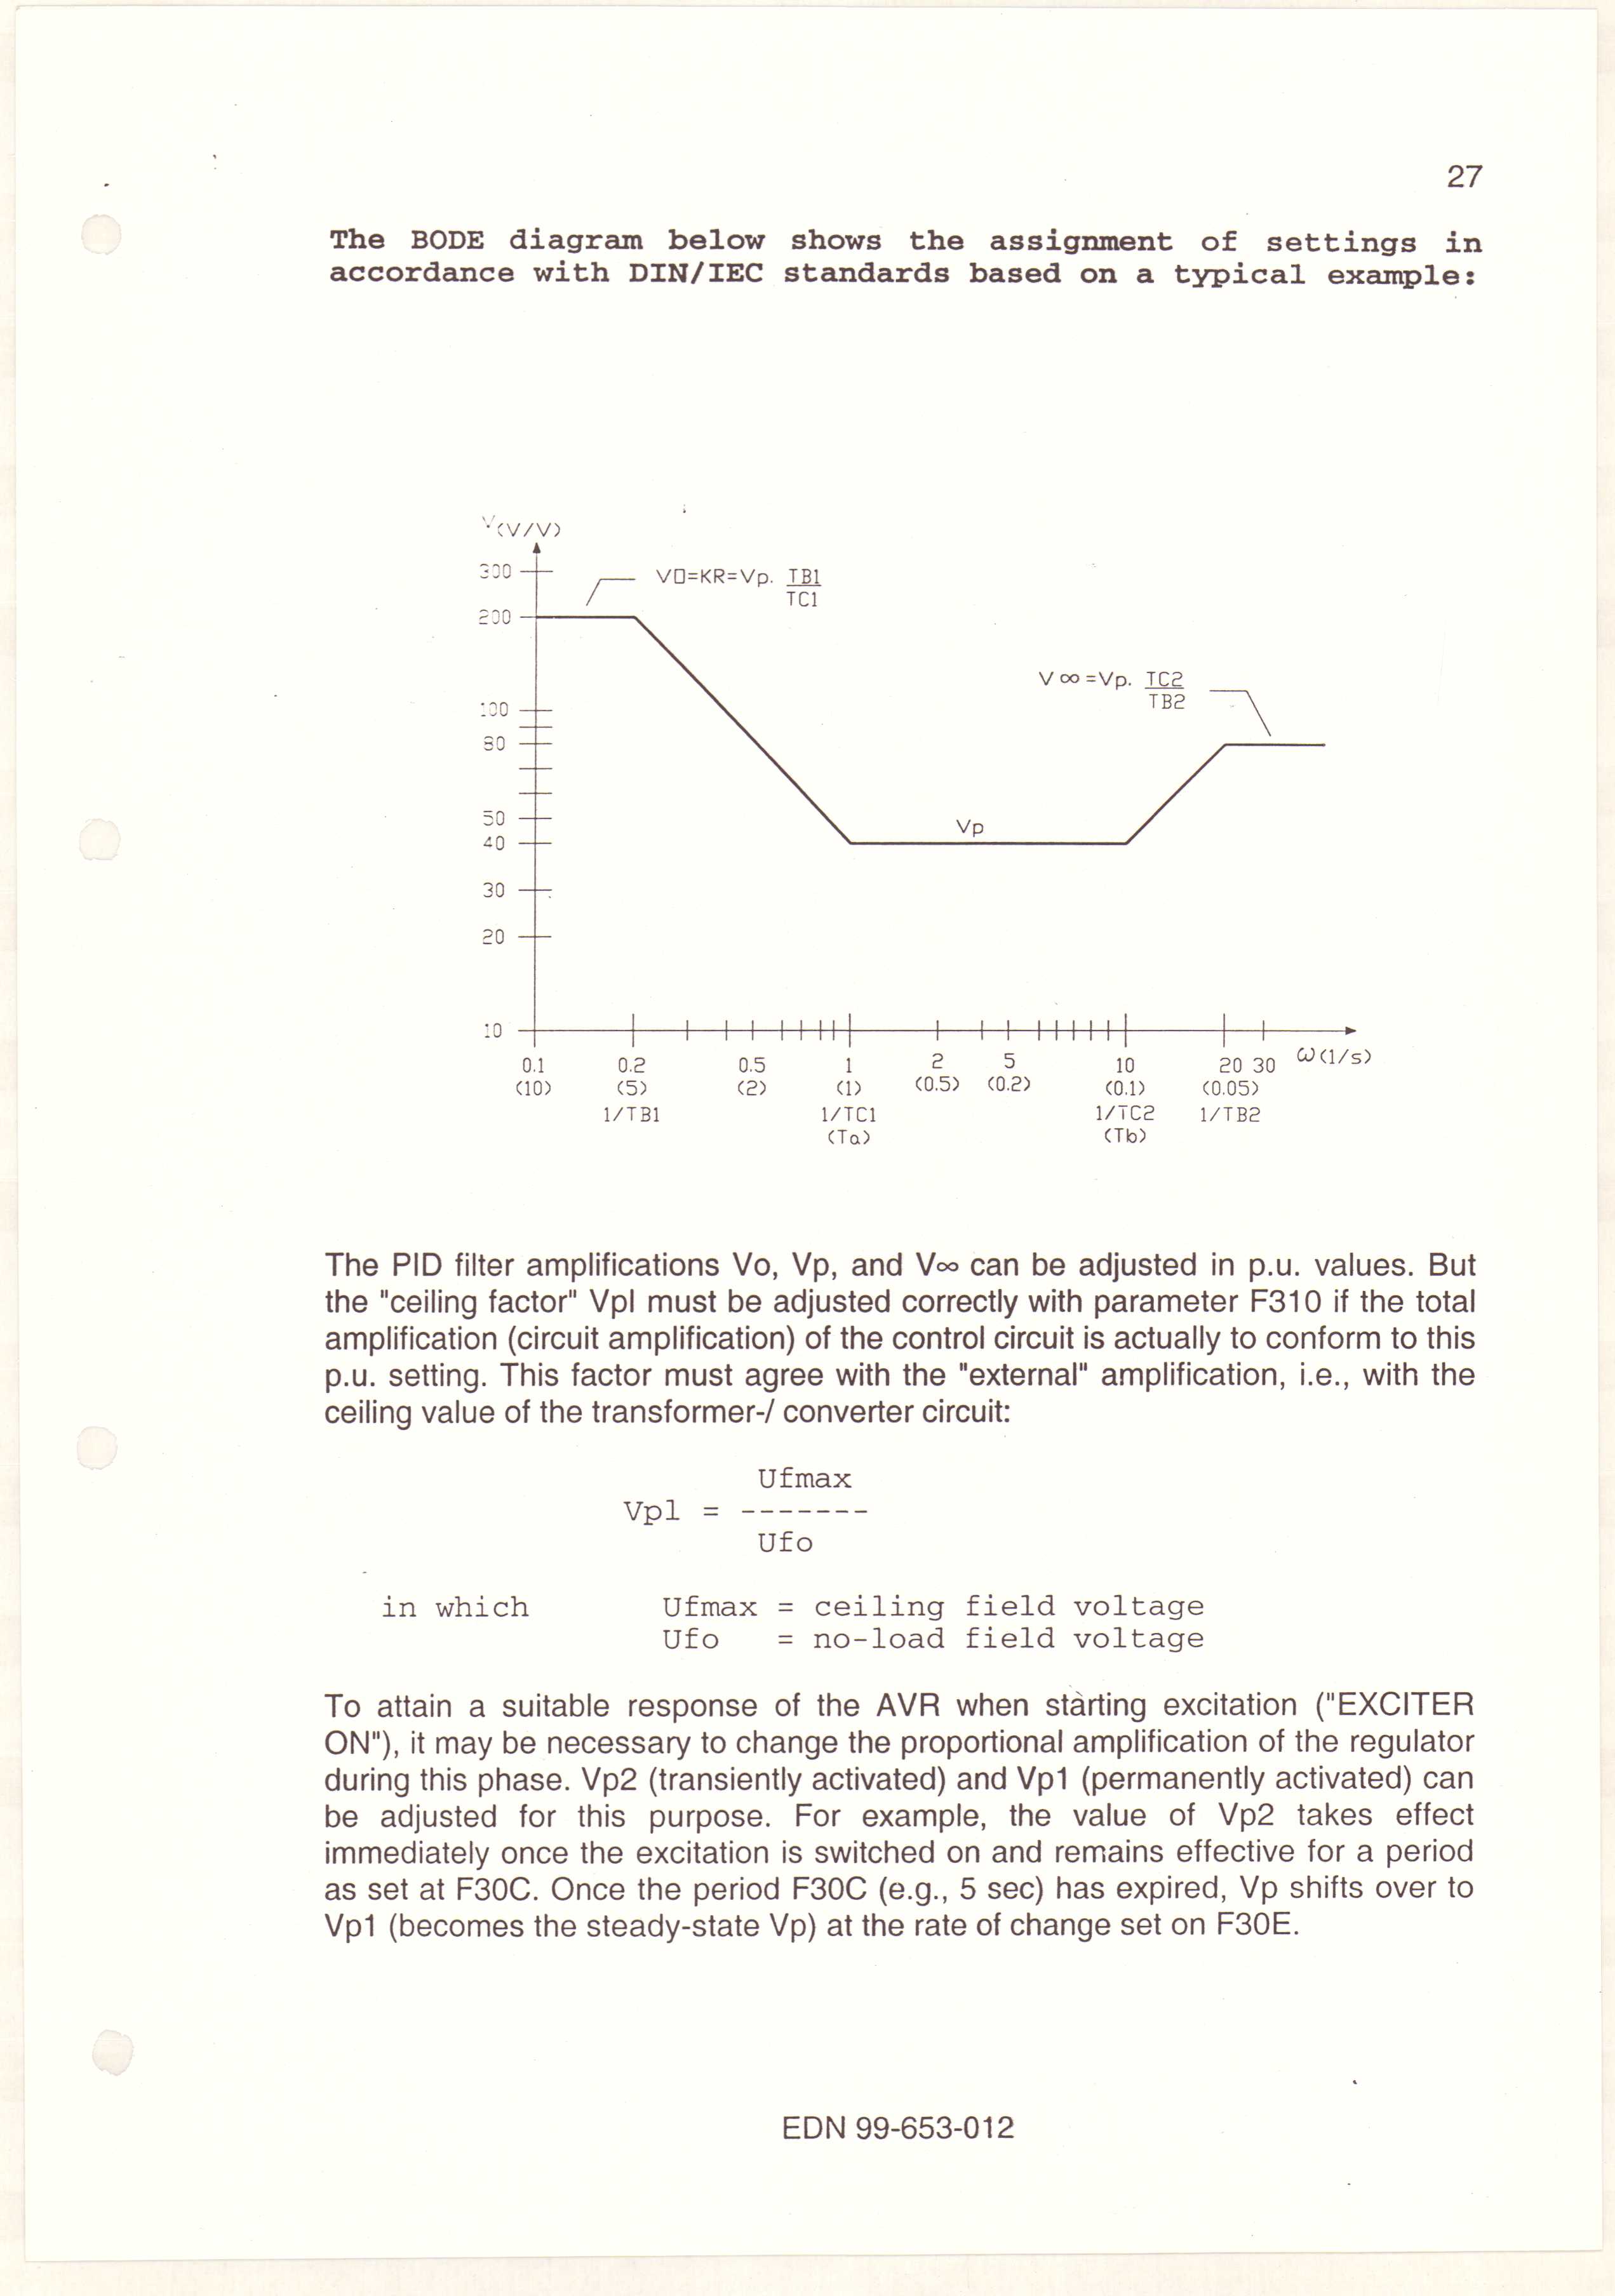 27
The BODE diagram below shows the assignment of settings in
accordance with DIN/IEC standards based on a typical example:
V(V/V)
300
V0=KR=Vp. TB1
TC1
200
V∞=Vp. TC2
TB2
100
80
50
Vp
40
30
20
10
0.1 0.2 0.5 1 2 5 10 20 30 ω(1/s)
(10) (5) (2) (1) (0.5) (0.2) (0.1) (0.05)
1/TB1 1/TC1 1/TC2 1/TB2
(Ta) (Tb)
The PID filter amplifications Vo, Vp, and V∞ can be adjusted in p.u. values. But
the "ceiling factor" Vpl must be adjusted correctly with parameter F310 if the total
amplification (circuit amplification) of the control circuit is actually to conform to this
p.u. setting. This factor must agree with the "external" amplification, i.e., with the
ceiling value of the transformer-/ converter circuit:
Ufmax
Vpl = -------
Ufo
in which Ufmax = ceiling field voltage
Ufo = no-load field voltage
To attain a suitable response of the AVR when starting excitation ("EXCITER
ON"), it may be necessary to change the proportional amplification of the regulator
during this phase. Vp2 (transiently activated) and Vp1 (permanently activated) can
be adjusted for this purpose. For example, the value of Vp2 takes effect
immediately once the excitation is switched on and remains effective for a period
as set at F30C. Once the period F30C (e.g., 5 sec) has expired, Vp shifts over to
Vp1 (becomes the steady-state Vp) at the rate of change set on F30E.
EDN 99-653-012